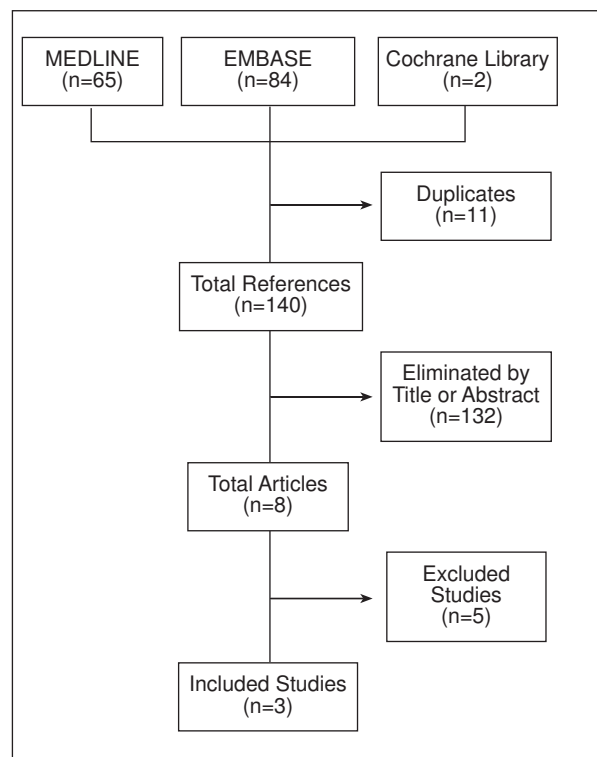 MEDLINE
(n=65)
EMBASE
(n=84)
Cochrane Library
(n=2)
Duplicates
(n=11)
Total References
(n=140)
Eliminated by
Title or Abstract
(n=132)
Total Articles
(n=8)
Excluded
Studies
(n=5)
Included Studies
(n=3)